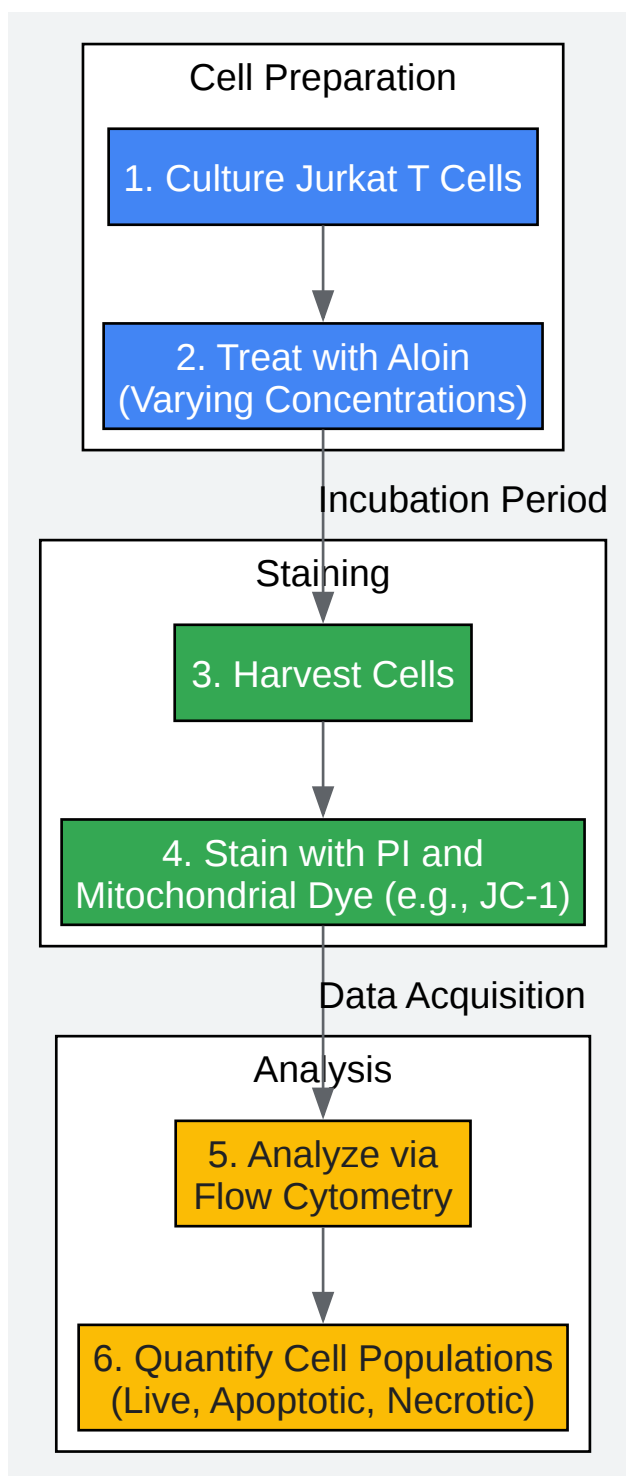 Cell Preparation
1. Culture Jurkat T Cells
2. Treat with Aloin
(Varying Concentrations)
Incubation Period
Staining
3. Harvest Cells
4. Stain with PI and
Mitochondrial Dye (e.g., JC-1)
Data Acquisition
Analysis
5. Analyze via
Flow Cytometry
6. Quantify Cell Populations
(Live, Apoptotic, Necrotic)